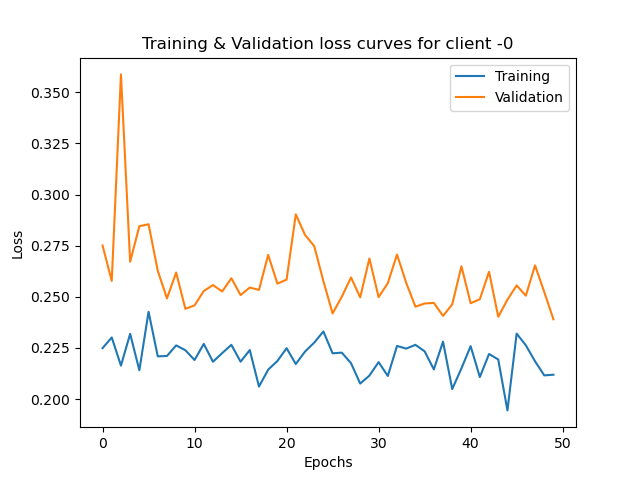 Training & Validation loss curves for client -0
Training
Validation
Loss
0.350
0.325
0.300
0.275
0.250
0.225
0.200
0 10 20 30 40 50
Epochs